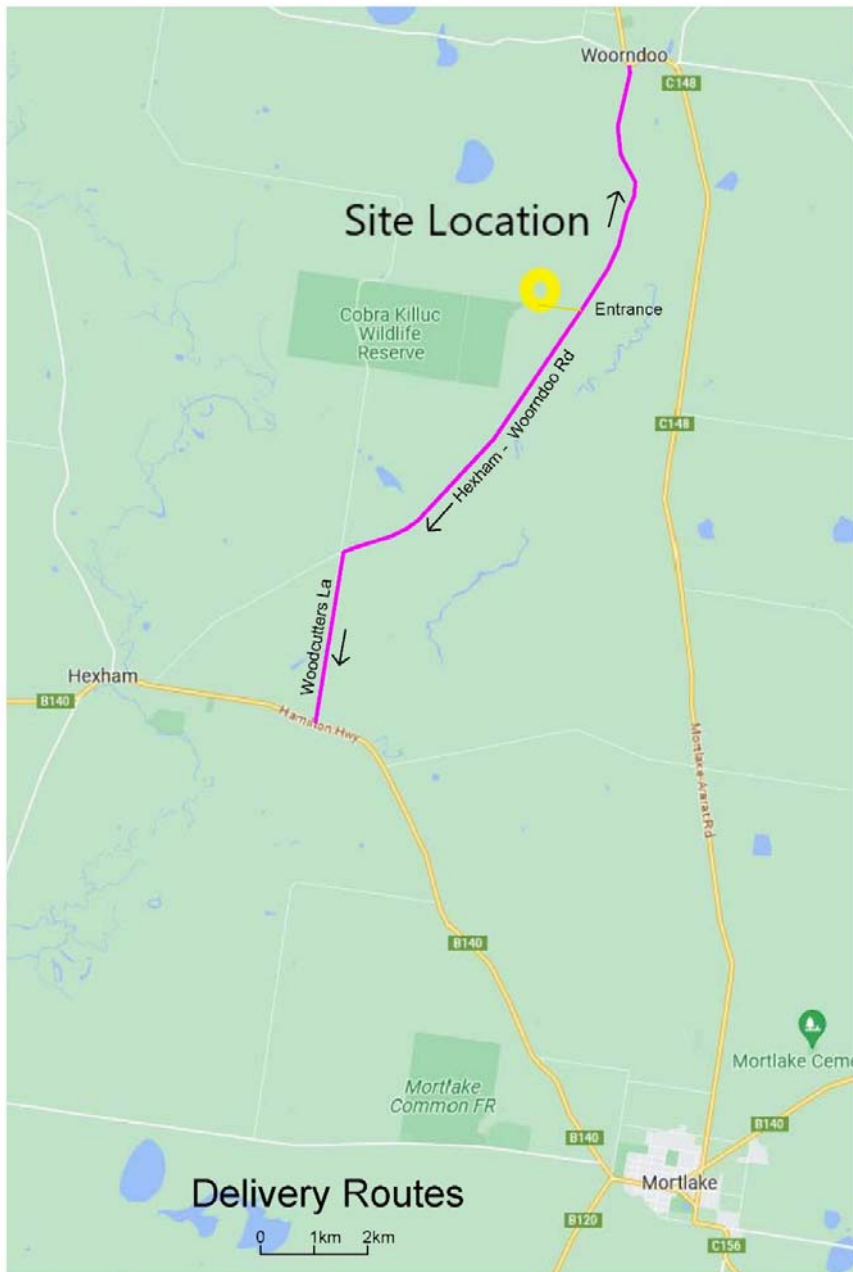 Woorndoo
C148
Site Location
Cobra Killuc
Wildlife
Reserve
Entrance
C148
Hexham - Woorndoo Rd
Woodcutters La
Hexham
B140
Hamilton Hwy
Mortlake-Ararat Rd
B140
Mortlake Ceme
Mortlake
Common FR
B140
B140
Mortlake
Delivery Routes
B120
0 1km 2km
C156